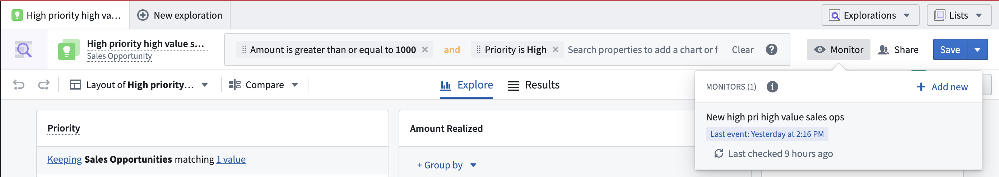 High priority high va...
New exploration
Explorations
Lists
High priority high value s...
Sales Opportunity
Amount is greater than or equal to 1000
and
Priority is High
Search properties to add a chart or f
Clear
?
Monitor
Share
Save
Layout of High priority...
Compare
Explore
Results
MONITORS (1)
Add new
New high pri high value sales ops
Last event: Yesterday at 2:16 PM
Last checked 9 hours ago
Priority
Keeping Sales Opportunities matching 1 value
Amount Realized
+ Group by